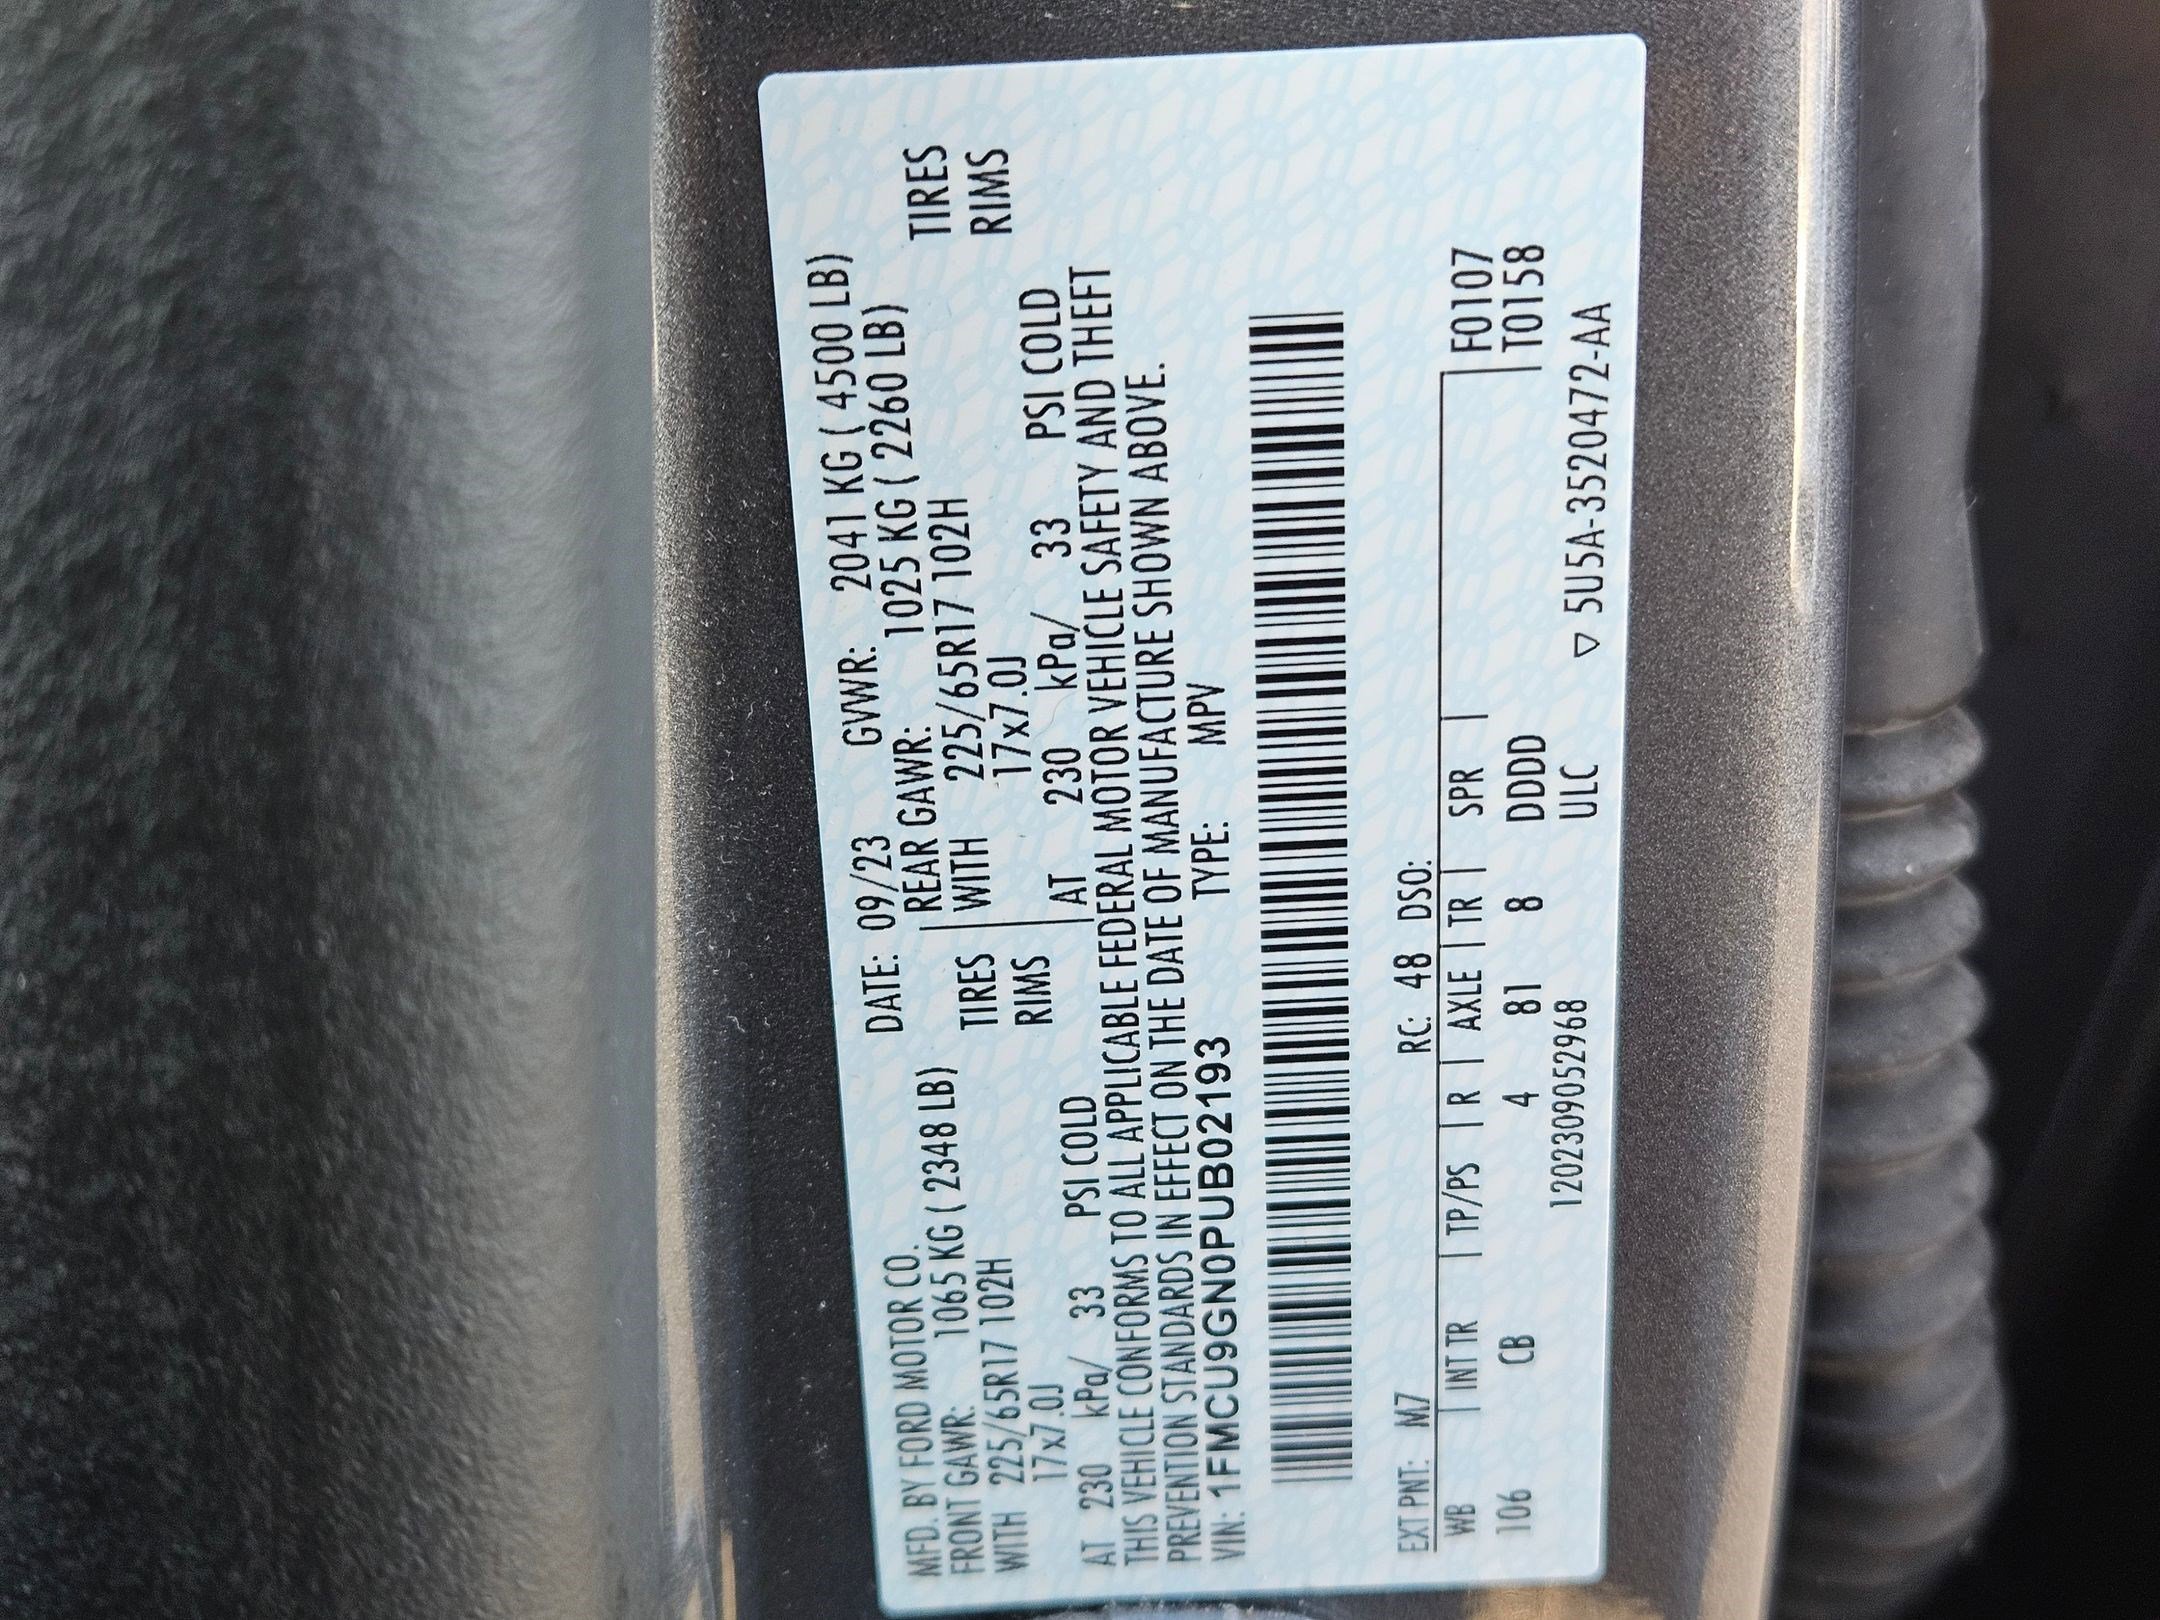 MFD. BY FORD MOTOR CO. DATE: 09/23 GVWR: 2041 KG ( 4500 LB)
FRONT GAWR: 1065 KG ( 2348 LB) REAR GAWR: 1025 KG ( 2260 LB)
WITH 225/65R17 102H TIRES WITH 225/65R17 102H TIRES
17x7.0J RIMS 17x7.0J RIMS
AT 230 kPa/ 33 PSI COLD AT 230 kPa/ 33 PSI COLD
THIS VEHICLE CONFORMS TO ALL APPLICABLE FEDERAL MOTOR VEHICLE SAFETY AND THEFT
PREVENTION STANDARDS IN EFFECT ON THE DATE OF MANUFACTURE SHOWN ABOVE.
VIN: 1FMCU9GN0PUB02193 TYPE: MPV
EXT PNT: M7 RC: 48 DSO:
WB INT TR TP/PS R AXLE TR SPR F0107
106 CB 4 81 8 DDDD T0158
1202309052968 ULC
▽ 5U5A-3520472-AA